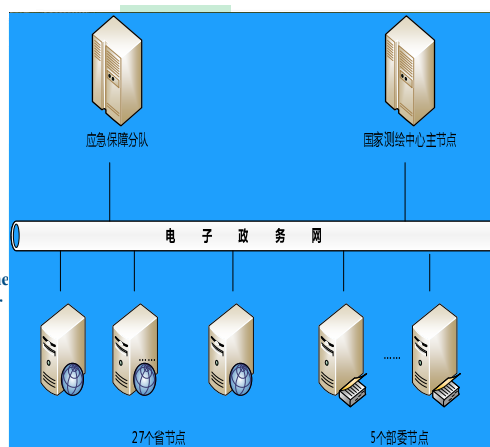 应急保障分队
国家测绘中心主节点
电 子 政 务 网
......
......
27个省节点
5个部委节点